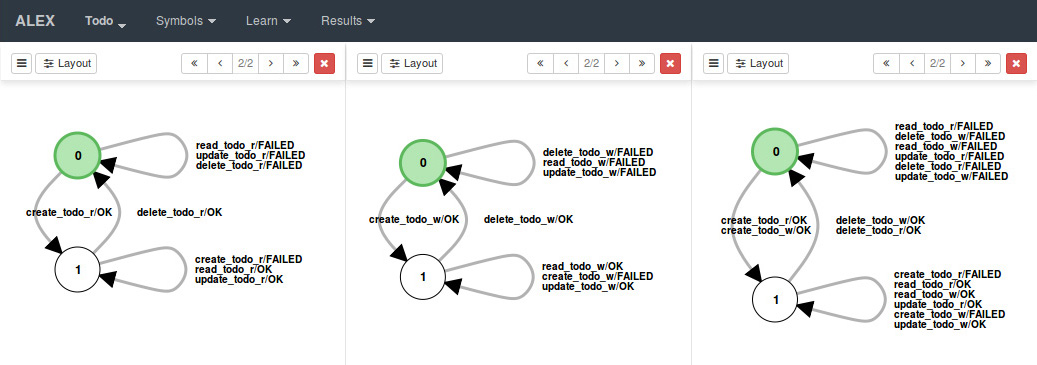 ALEX Todo Symbols Learn Results
Layout « ‹ 2/2 › »
Layout « ‹ 2/2 › »
Layout « ‹ 2/2 › »
0
read_todo_r/FAILED
update_todo_r/FAILED
delete_todo_r/FAILED
create_todo_r/OK
delete_todo_r/OK
1
create_todo_r/FAILED
read_todo_r/OK
update_todo_r/OK
0
delete_todo_w/FAILED
read_todo_w/FAILED
update_todo_w/FAILED
create_todo_w/OK
delete_todo_w/OK
1
read_todo_w/OK
create_todo_w/FAILED
update_todo_w/OK
0
read_todo_r/FAILED
delete_todo_w/FAILED
read_todo_w/FAILED
update_todo_r/FAILED
delete_todo_r/FAILED
update_todo_w/FAILED
create_todo_r/OK
create_todo_w/OK
delete_todo_w/OK
delete_todo_r/OK
1
create_todo_r/FAILED
read_todo_r/OK
read_todo_w/OK
update_todo_r/OK
create_todo_w/FAILED
update_todo_w/OK